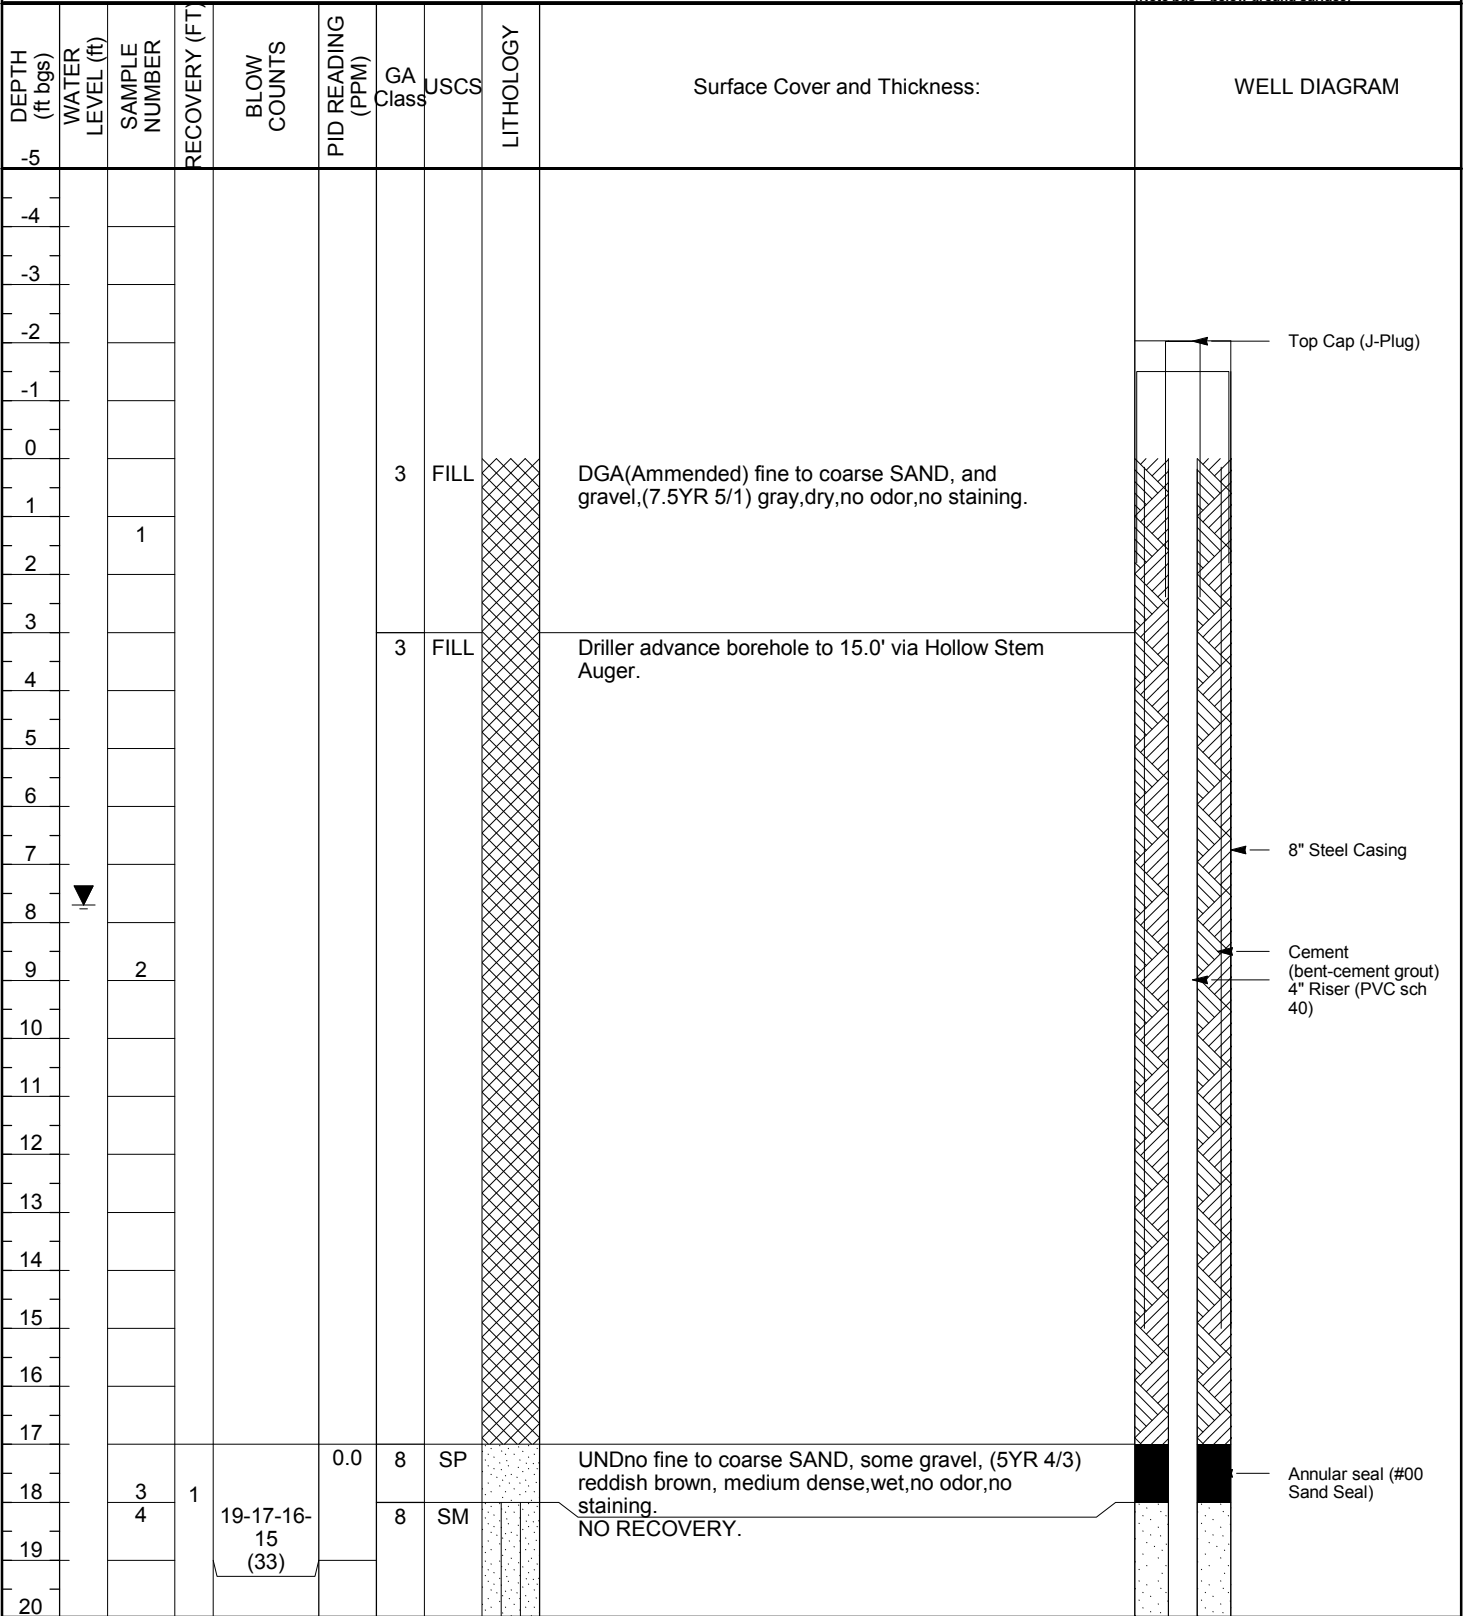 DEPTH
(ft bgs)
WATER
LEVEL (ft)
SAMPLE
NUMBER
RECOVERY (FT)
BLOW
COUNTS
PID READING
(PPM)
GA
Class
USCS
LITHOLOGY
Surface Cover and Thickness:
WELL DIAGRAM
-5
-4
-3
-2
Top Cap (J-Plug)
-1
0
3 FILL DGA(Ammended) fine to coarse SAND, and
gravel,(7.5YR 5/1) gray,dry,no odor,no staining.
1
1
2
3
3 FILL Driller advance borehole to 15.0' via Hollow Stem
Auger.
4
5
6
7
8" Steel Casing
8
Cement
(bent-cement grout)
9 2
4" Riser (PVC sch
40)
10
11
12
13
14
15
16
17
0.0 8 SP UNDno fine to coarse SAND, some gravel, (5YR 4/3)
reddish brown, medium dense,wet,no odor,no
staining.
Annular seal (#00
Sand Seal)
18 3 1
4 19-17-16-
15
(33)
8 SM NO RECOVERY.
19
20